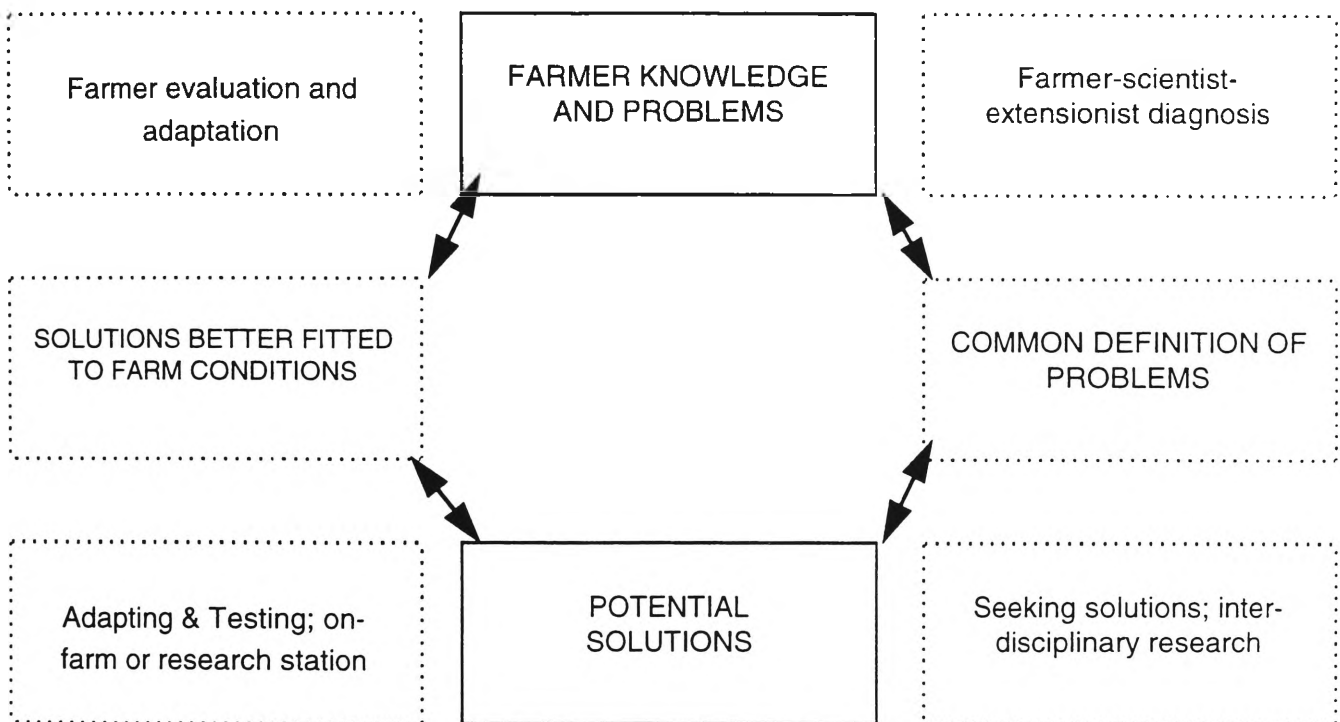 Farmer evaluation and
adaptation
FARMER KNOWLEDGE
AND PROBLEMS
Farmer-scientist-
extensionist diagnosis
SOLUTIONS BETTER FITTED
TO FARM CONDITIONS
COMMON DEFINITION OF
PROBLEMS
Adapting & Testing; on-
farm or research station
POTENTIAL
SOLUTIONS
Seeking solutions; inter-
disciplinary research